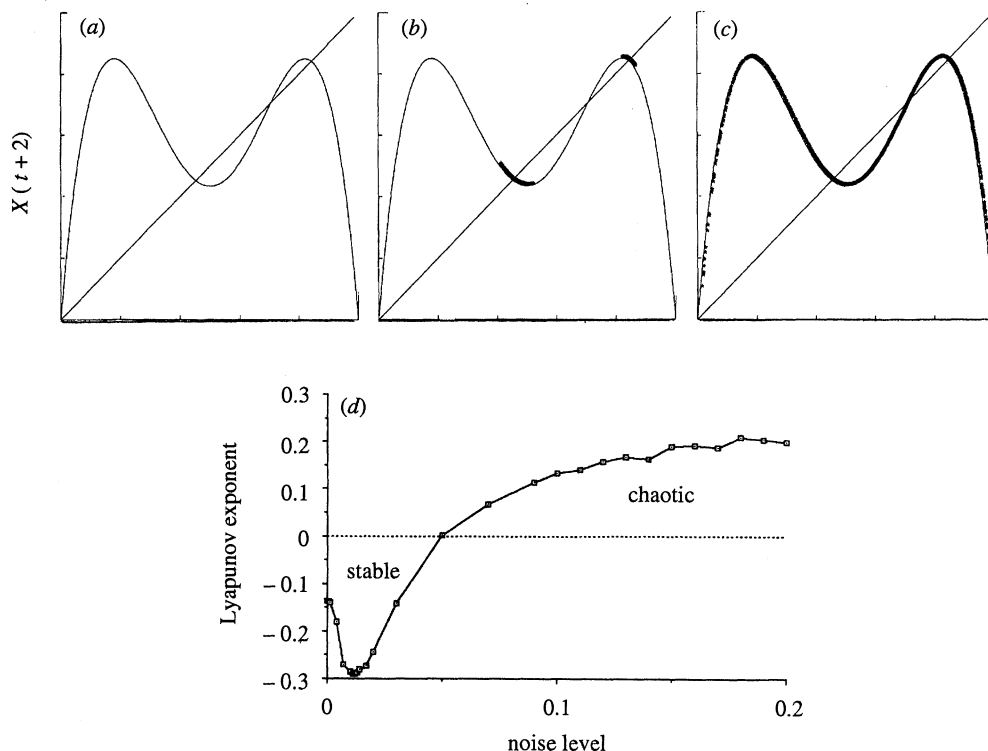 (a)
(b)
(c)
X(t+2)
(d)
0.3
0.2
0.1
0
−0.1
−0.2
−0.3
Lyapunov exponent
stable
chaotic
0
0.1
0.2
noise level